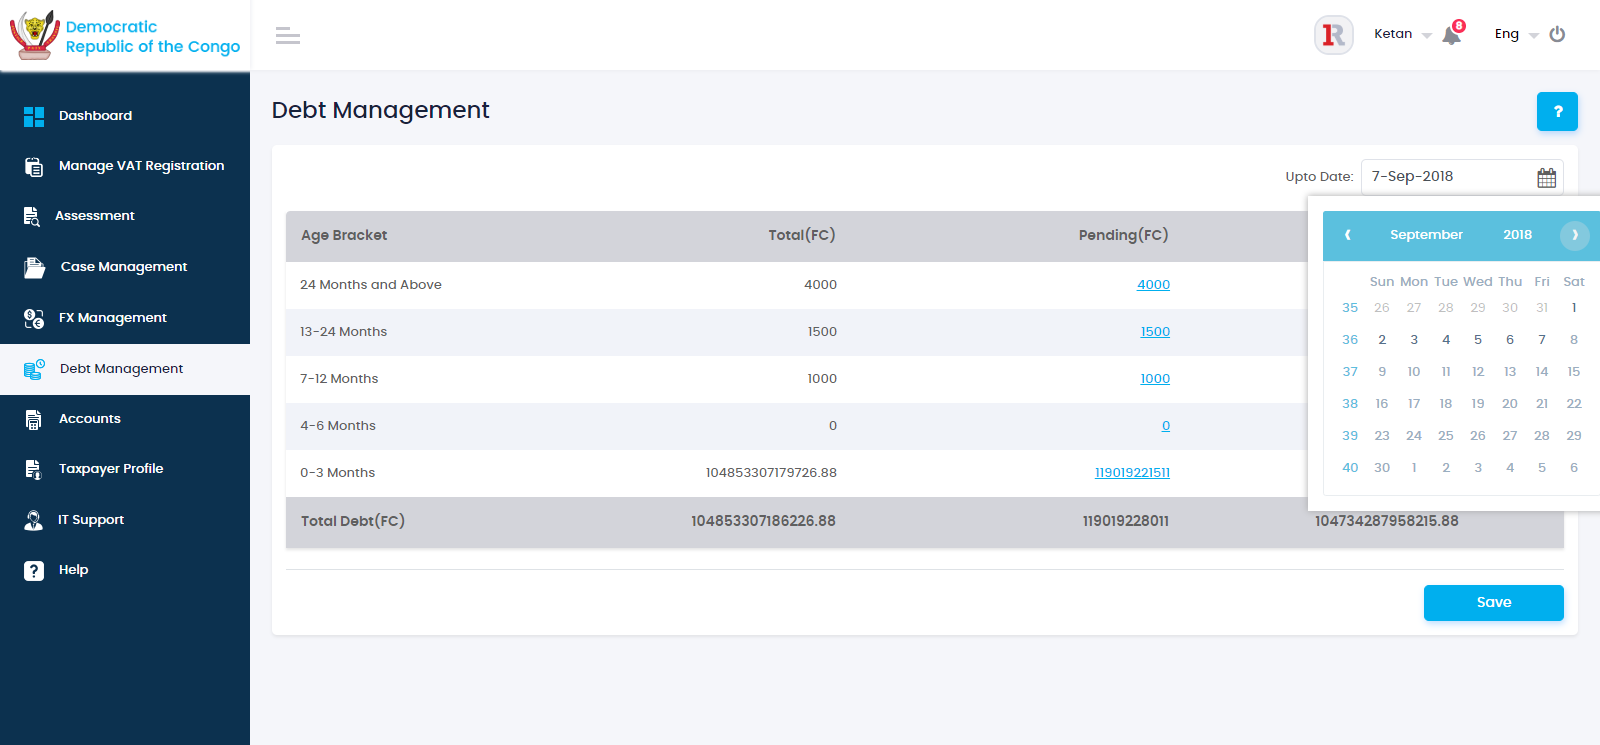 Democratic
Republic of the Congo
Ketan
8
Eng
Dashboard
Manage VAT Registration
Assessment
Case Management
FX Management
Debt Management
Accounts
Taxpayer Profile
IT Support
Help
Debt Management
?
Upto Date: 7-Sep-2018
Age Bracket Total(FC) Pending(FC)
24 Months and Above 4000 4000
13-24 Months 1500 1500
7-12 Months 1000 1000
4-6 Months 0 0
0-3 Months 104853307179726.88 119019221511
Total Debt(FC) 104853307186226.88 119019228011 104734287958215.88
September 2018
Sun Mon Tue Wed Thu Fri Sat
35 26 27 28 29 30 31 1
36 2 3 4 5 6 7 8
37 9 10 11 12 13 14 15
38 16 17 18 19 20 21 22
39 23 24 25 26 27 28 29
40 30 1 2 3 4 5 6
Save